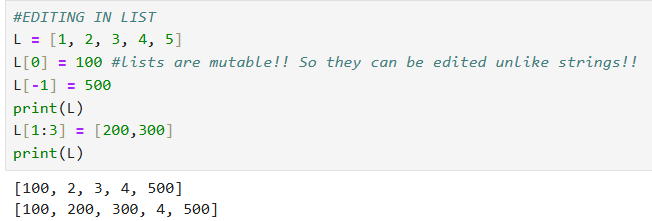 #EDITING IN LIST
L = [1, 2, 3, 4, 5]
L[0] = 100 #lists are mutable!! So they can be edited unlike strings!!
L[-1] = 500
print(L)
L[1:3] = [200,300]
print(L)
[100, 2, 3, 4, 500]
[100, 200, 300, 4, 500]